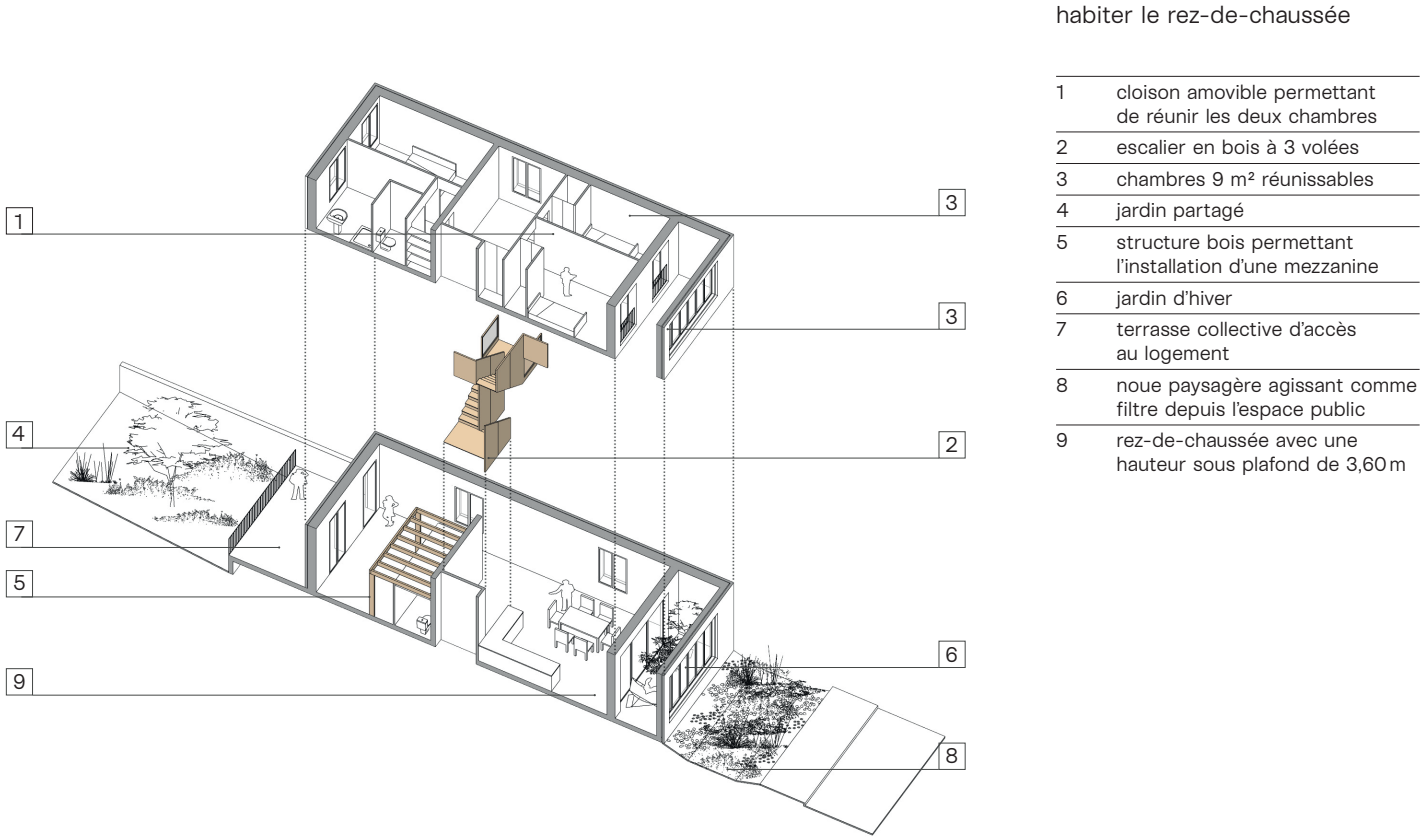 habiter le rez-de-chaussée
1 cloison amovible permettant
de réunir les deux chambres
2 escalier en bois à 3 volées
3 chambres 9 m² réunissables
4 jardin partagé
5 structure bois permettant
l'installation d'une mezzanine
6 jardin d'hiver
7 terrasse collective d'accès
au logement
8 noue paysagère agissant comme
filtre depuis l'espace public
9 rez-de-chaussée avec une
hauteur sous plafond de 3,60 m
1
3
3
4
2
7
5
6
9
8